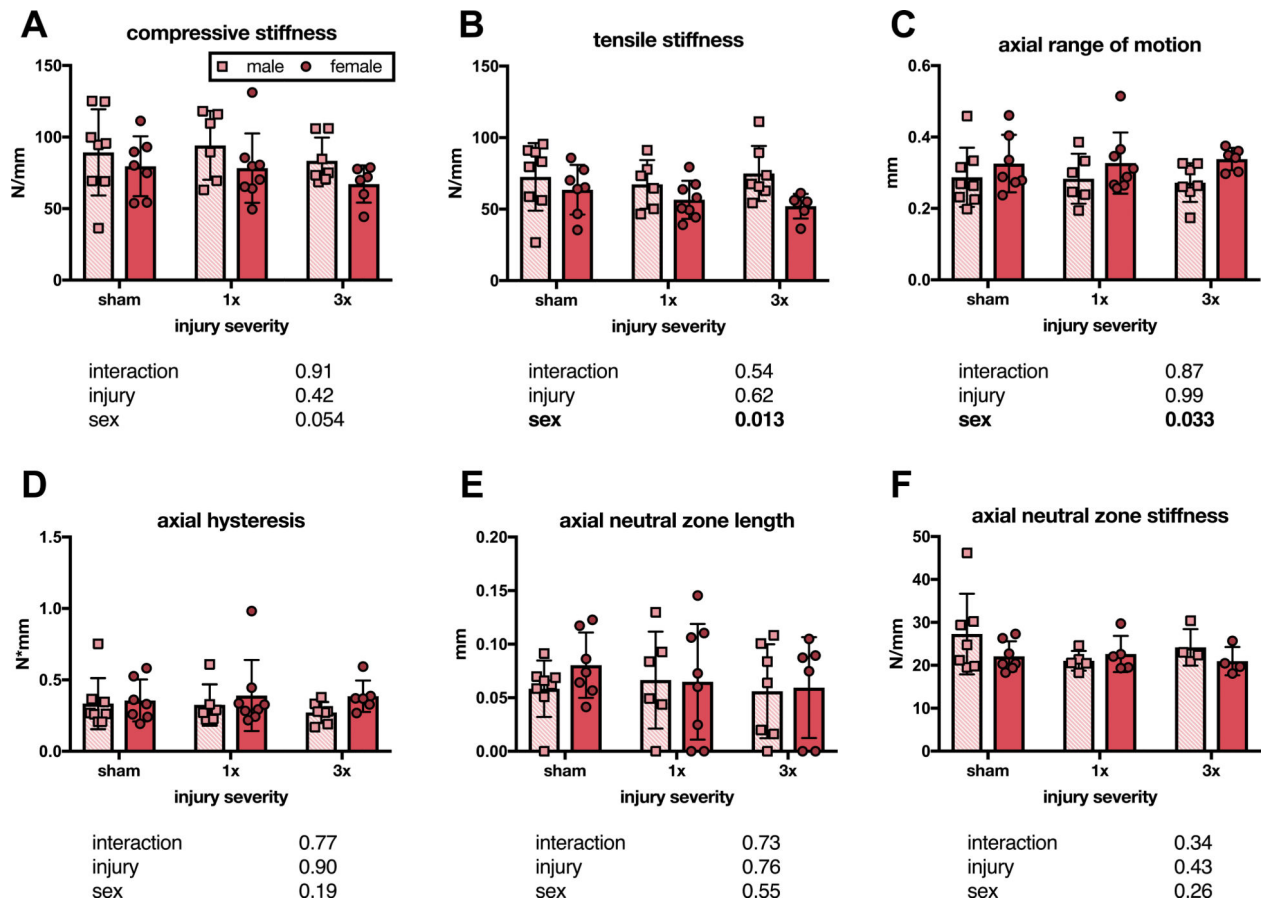 A
compressive stiffness
male female
150
100
50
0
N/mm
sham 1x 3x
injury severity
interaction 0.91
injury 0.42
sex 0.054
B
tensile stiffness
150
100
50
0
N/mm
sham 1x 3x
injury severity
interaction 0.54
injury 0.62
sex 0.013
C
axial range of motion
0.6
0.4
0.2
0.0
mm
sham 1x 3x
injury severity
interaction 0.87
injury 0.99
sex 0.033
D
axial hysteresis
1.5
1.0
0.5
0.0
N*mm
sham 1x 3x
injury severity
interaction 0.77
injury 0.90
sex 0.19
E
axial neutral zone length
0.20
0.15
0.10
0.05
0.00
mm
sham 1x 3x
injury severity
interaction 0.73
injury 0.76
sex 0.55
F
axial neutral zone stiffness
50
40
30
20
10
0
N/mm
sham 1x 3x
injury severity
interaction 0.34
injury 0.43
sex 0.26